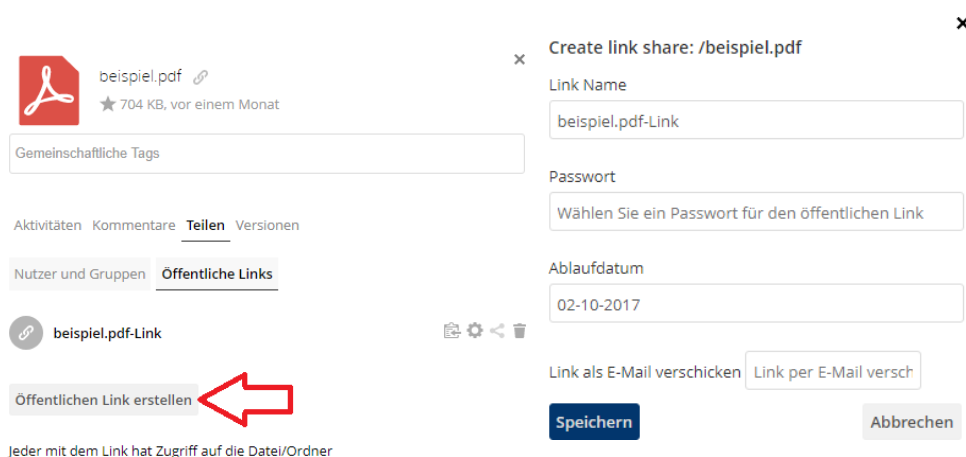 beispiel.pdf
704 KB, vor einem Monat
Gemeinschaftliche Tags
Aktivitäten Kommentare Teilen Versionen
Nutzer und Gruppen Öffentliche Links
beispiel.pdf-Link
Öffentlichen Link erstellen
Jeder mit dem Link hat Zugriff auf die Datei/Ordner
Create link share: /beispiel.pdf
Link Name
beispiel.pdf-Link
Passwort
Wählen Sie ein Passwort für den öffentlichen Link
Ablaufdatum
02-10-2017
Link als E-Mail verschicken Link per E-Mail versch
Speichern Abbrechen